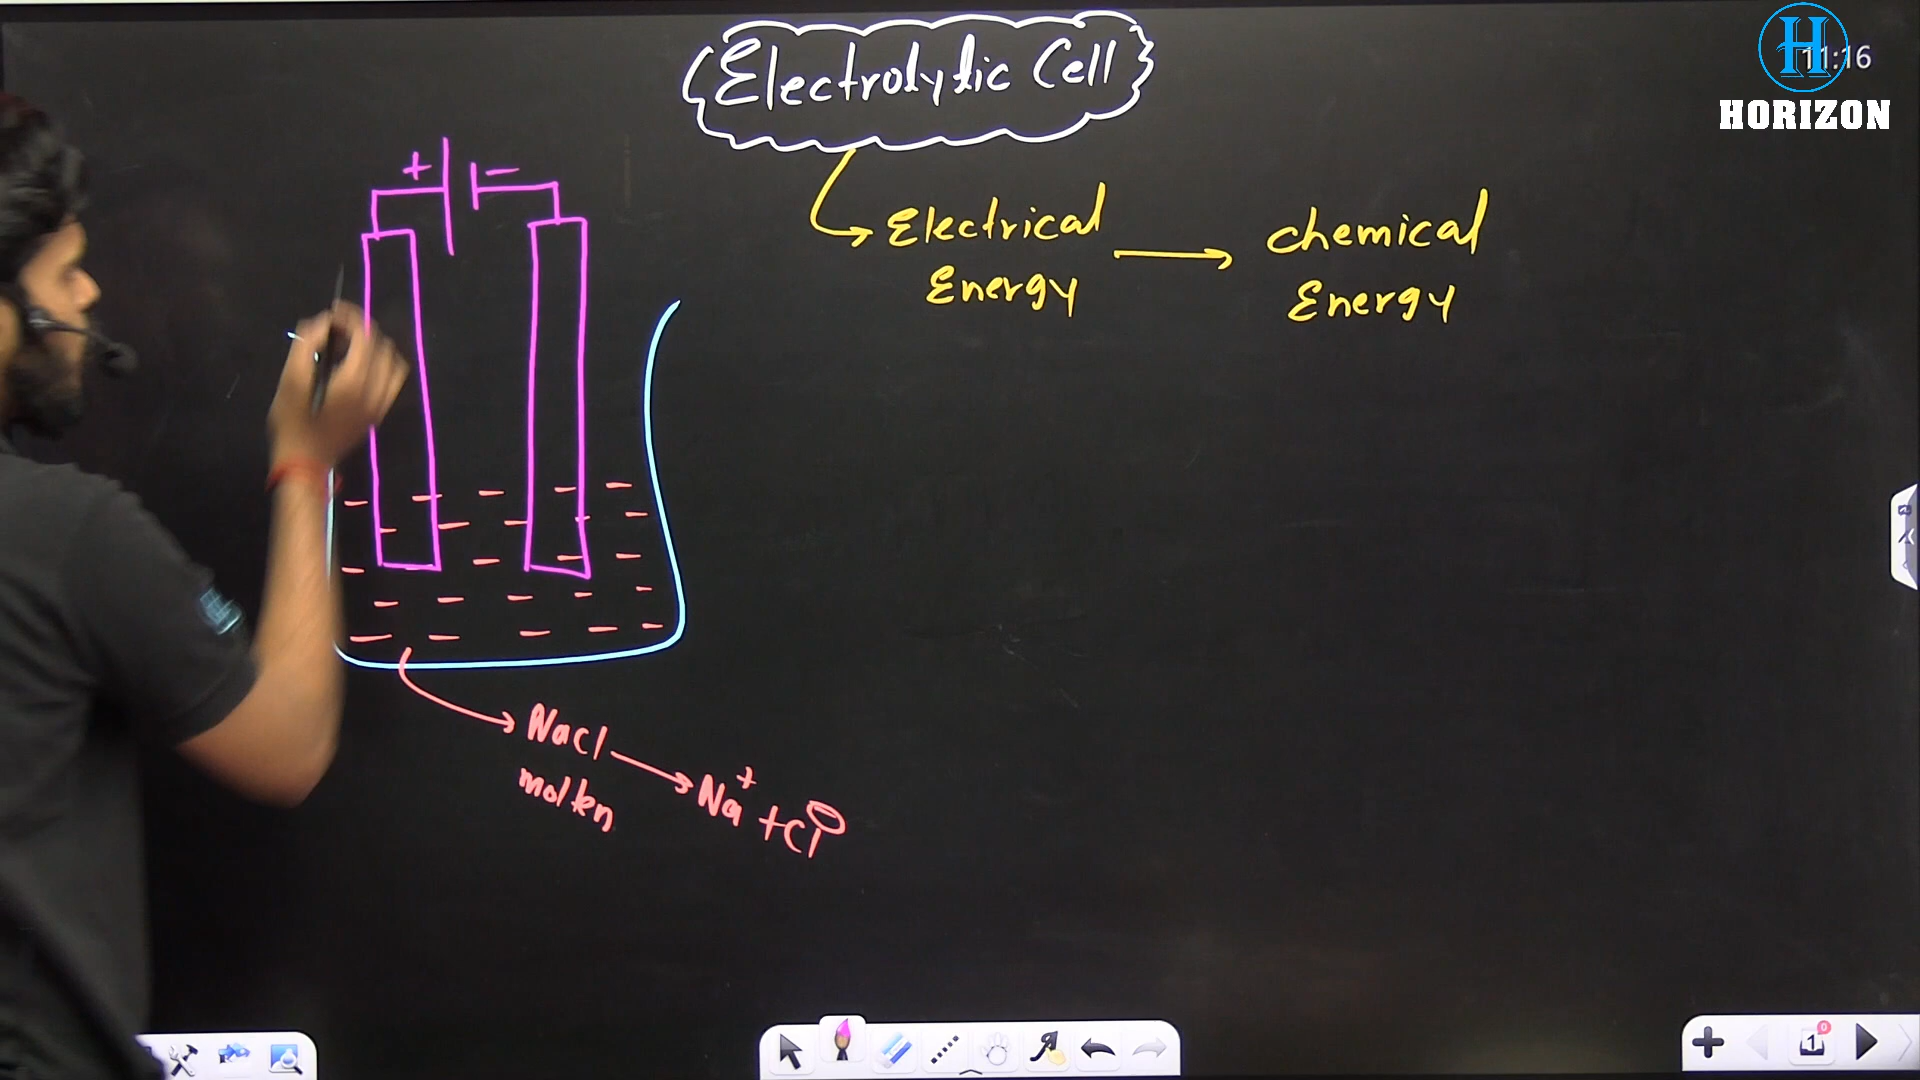 Electrolytic Cell
11:16
HORIZON
+ −
Electrical Energy → Chemical Energy
NaCl → Na⁺ + Cl⊖
molten